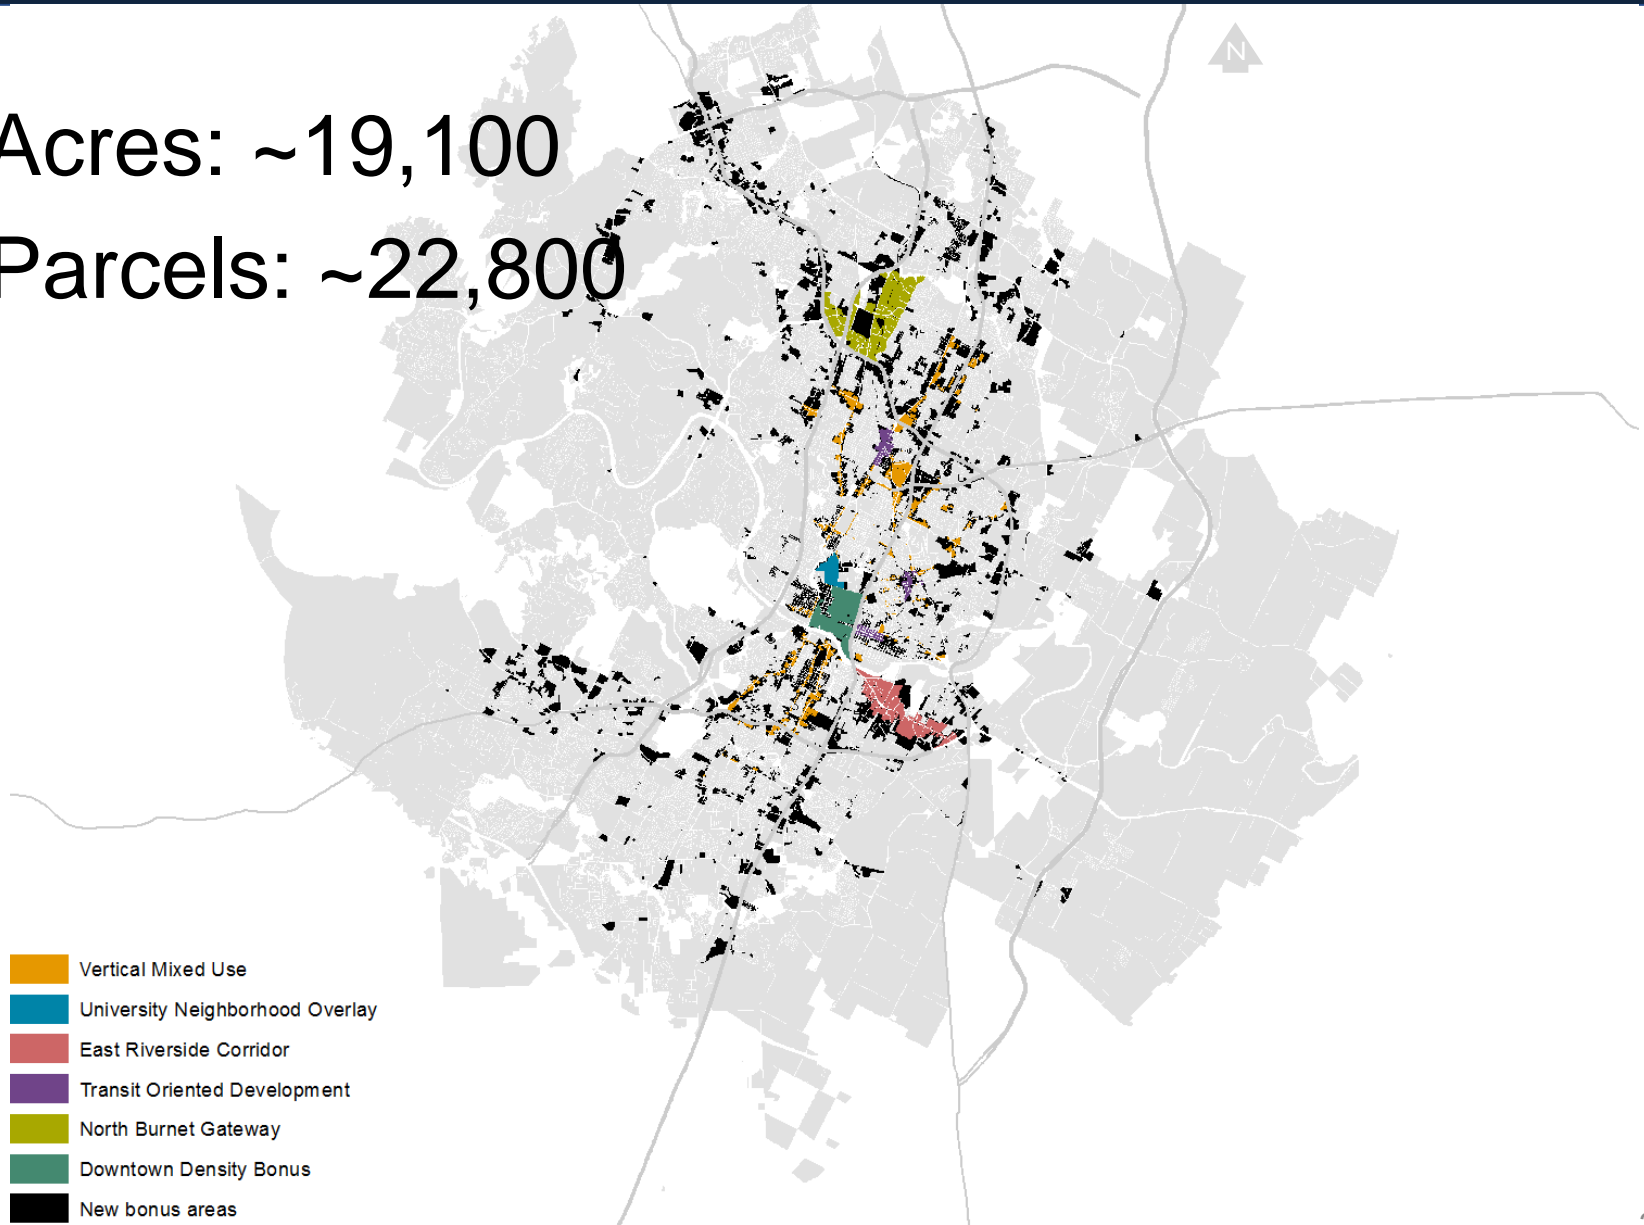 Acres: ~19,100
Parcels: ~22,800
N
Vertical Mixed Use
University Neighborhood Overlay
East Riverside Corridor
Transit Oriented Development
North Burnet Gateway
Downtown Density Bonus
New bonus areas